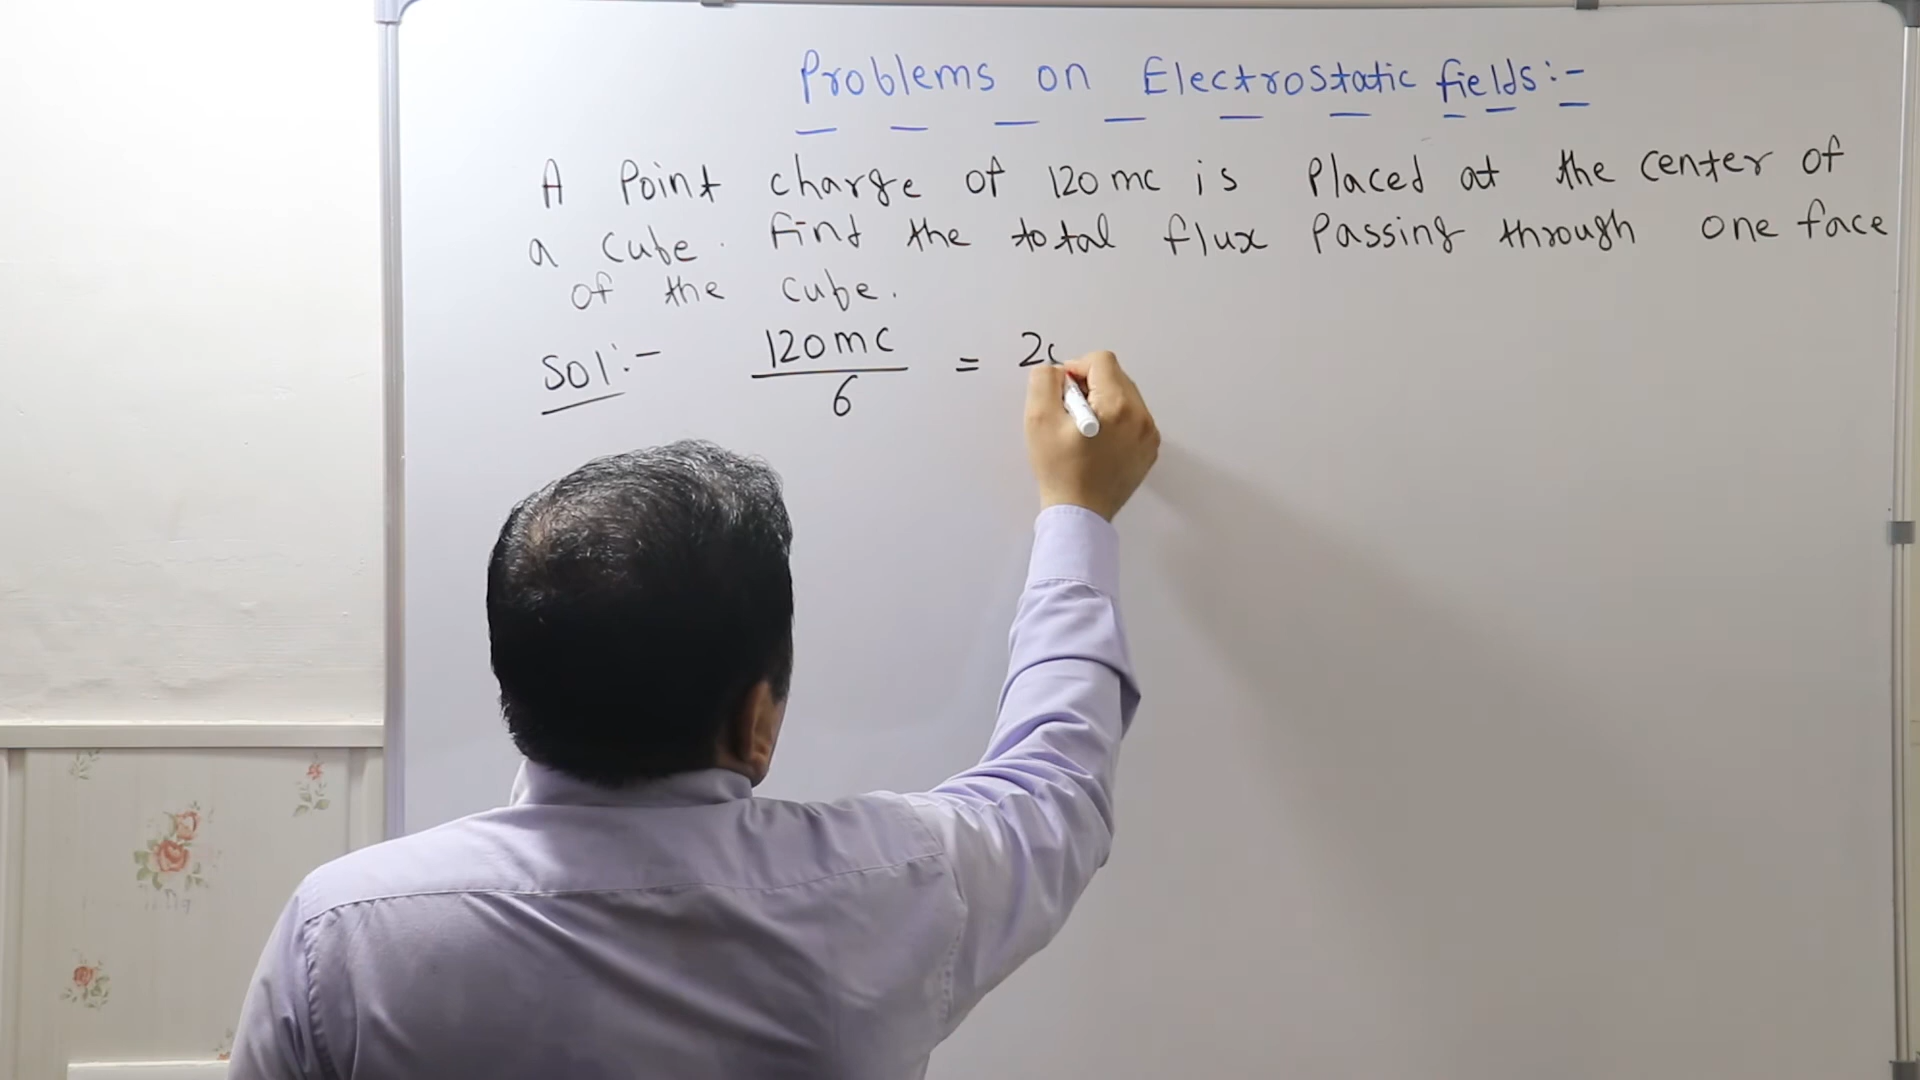 Problems on Electrostatic fields:-
A Point charge of 120mc is Placed at the center of
a cube. find the total flux Passing through one face
of the cube.
Sol:- 120mc / 6 = 20